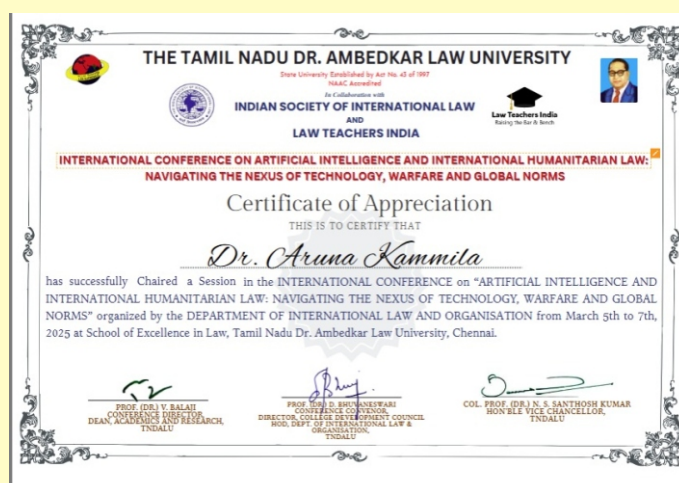 THE TAMIL NADU DR. AMBEDKAR LAW UNIVERSITY
State University Established by Act No. 43 of 1997
NAAC Accredited
In Collaboration with
INDIAN SOCIETY OF INTERNATIONAL LAW
AND
LAW TEACHERS INDIA
Law Teachers India
Raising the Bar & Bench
INTERNATIONAL CONFERENCE ON ARTIFICIAL INTELLIGENCE AND INTERNATIONAL HUMANITARIAN LAW:
NAVIGATING THE NEXUS OF TECHNOLOGY, WARFARE AND GLOBAL NORMS
Certificate of Appreciation
THIS IS TO CERTIFY THAT
Dr. Aruna Kammila
has successfully Chaired a Session in the INTERNATIONAL CONFERENCE on "ARTIFICIAL INTELLIGENCE AND
INTERNATIONAL HUMANITARIAN LAW: NAVIGATING THE NEXUS OF TECHNOLOGY, WARFARE AND GLOBAL
NORMS" organized by the DEPARTMENT OF INTERNATIONAL LAW AND ORGANISATION from March 5th to 7th,
2025 at School of Excellence in Law, Tamil Nadu Dr. Ambedkar Law University, Chennai.
PROF. (DR.) V. BALAJI
CONFERENCE DIRECTOR,
DEAN, ACADEMICS AND RESEARCH,
TNDALU
PROF. (DR.) D. BHUVANESWARI
CONFERENCE CONVENOR,
DIRECTOR, COLLEGE DEVELOPMENT COUNCIL
HOD, DEPT. OF INTERNATIONAL LAW &
ORGANISATION,
TNDALU
COL. PROF. (DR.) N. S. SANTHOSH KUMAR
HON'BLE VICE CHANCELLOR,
TNDALU